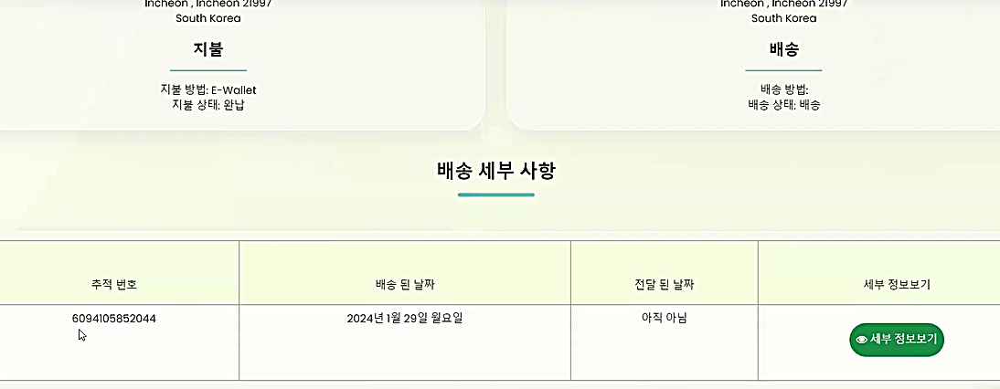 Incheon , Incheon 21997
South Korea
지불
지불 방법: E-Wallet
지불 상태: 완납
Incheon , Incheon 21997
South Korea
배송
배송 방법:
배송 상태: 배송
배송 세부 사항
추적 번호 배송 된 날짜 전달 된 날짜 세부 정보보기
6094105852044 2024년 1월 29일 월요일 아직 아님 세부 정보보기